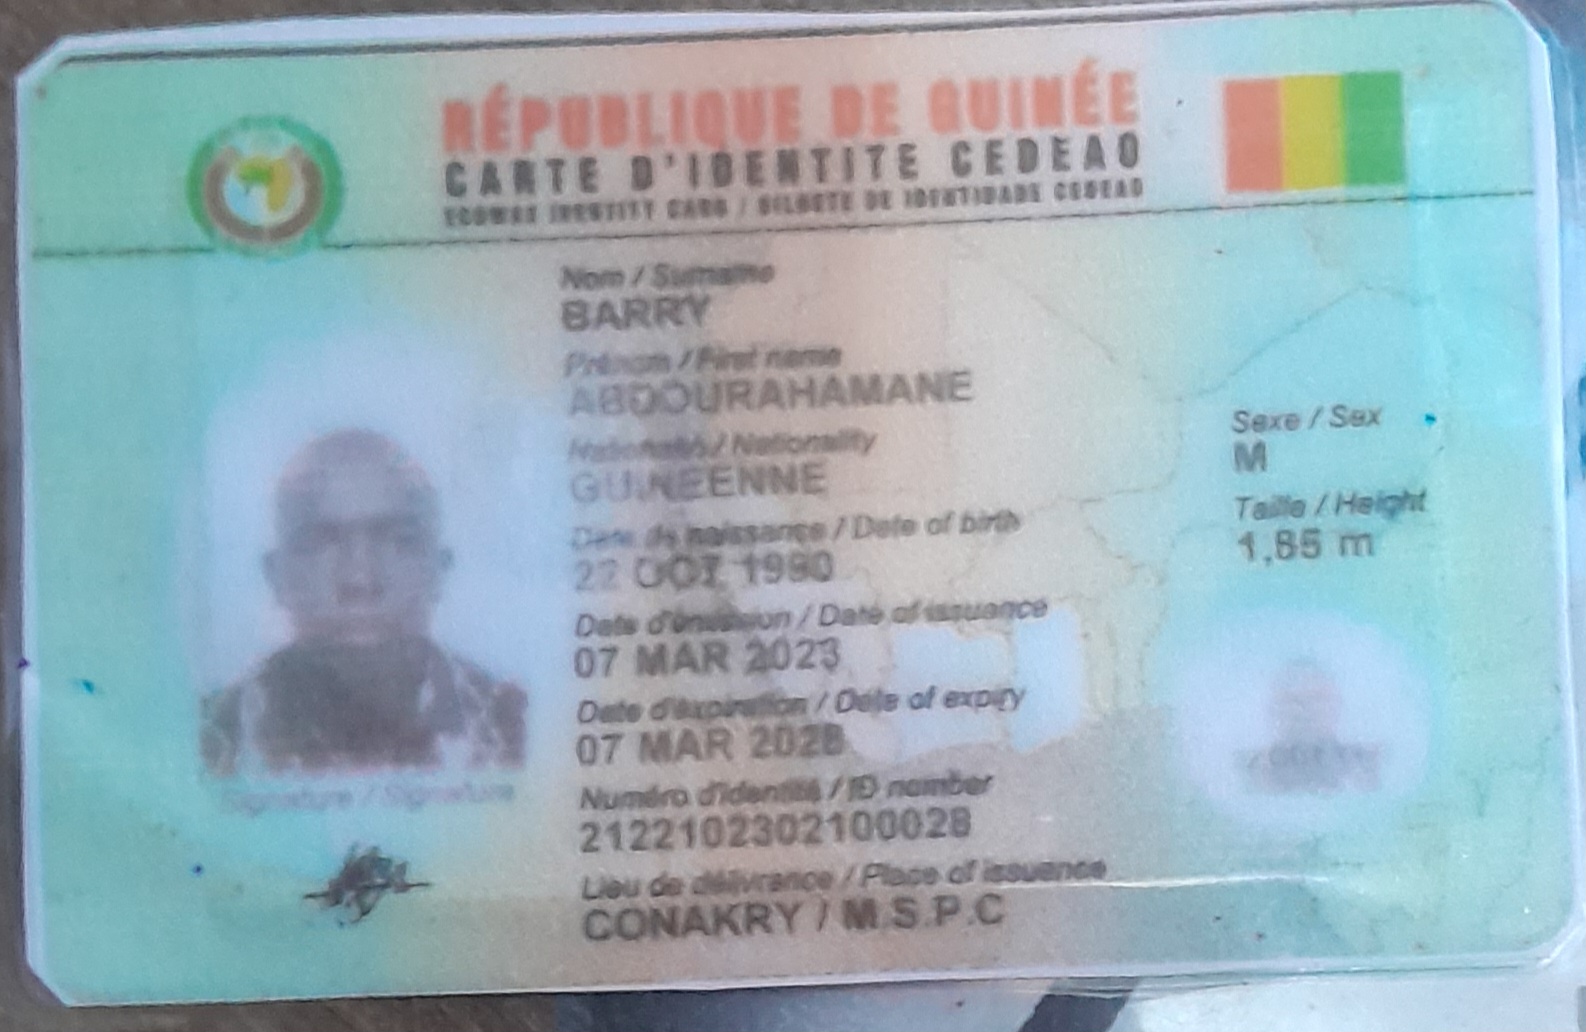 RÉPUBLIQUE DE GUINÉE
CARTE D'IDENTITE CEDEAO
ECOWAS IDENTITY CARD / BILHETE DE IDENTIDADE CEDEAO
Nom / Surname
BARRY
Prénom / First name
ABDOURAHAMANE
Nationalité / Nationality
GUINEENNE
Date de naissance / Date of birth
22 OCT 1990
Date d'émission / Date of issuance
07 MAR 2023
Date d'expiration / Date of expiry
07 MAR 2028
Numéro d'identité / ID number
2122102302100028
Lieu de délivrance / Place of issuance
CONAKRY / M.S.P.C
Sexe / Sex
M
Taille / Height
Signature / Signature